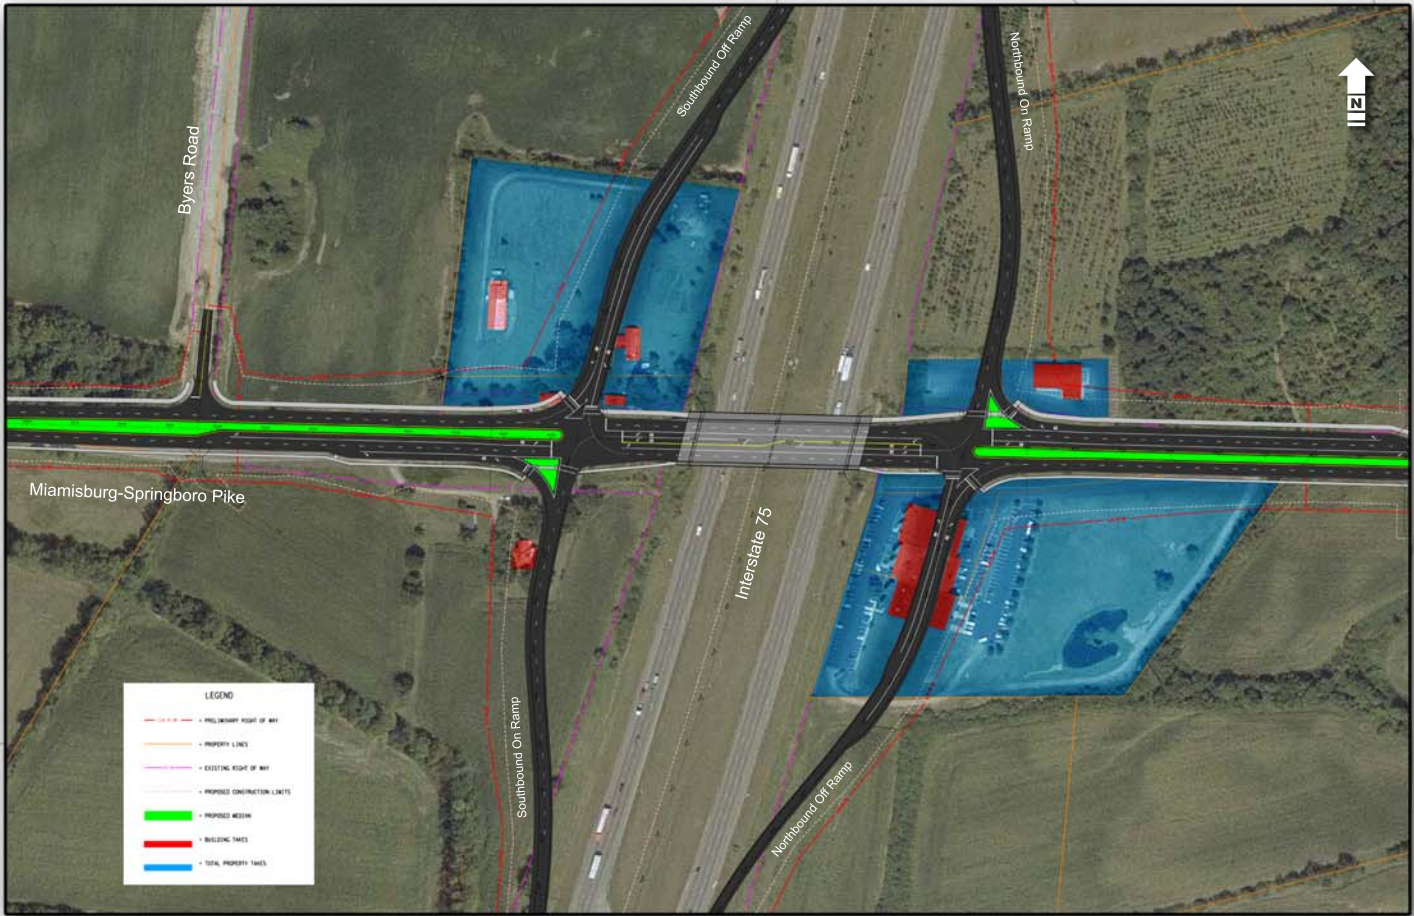 Southbound Off Ramp
Northbound On Ramp
N
Byers Road
Miamisburg-Springboro Pike
Interstate 75
Southbound On Ramp
Northbound Off Ramp
LEGEND
= PRELIMINARY RIGHT OF WAY
= PROPERTY LINES
= EXISTING RIGHT OF WAY
= PROPOSED CONSTRUCTION LIMITS
= PROPOSED MEDIAN
= BUILDING TAKES
= TOTAL PROPERTY TAKES